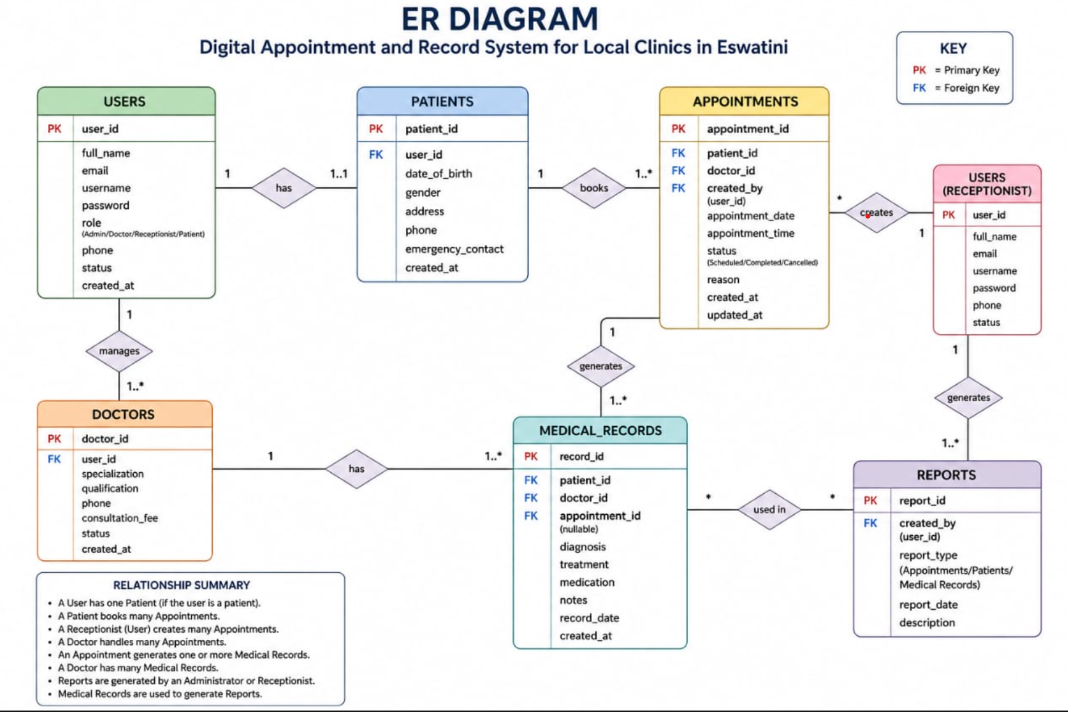 ER DIAGRAM
Digital Appointment and Record System for Local Clinics in Eswatini
KEY
PK = Primary Key
FK = Foreign Key
USERS
PK user_id
full_name
email
username
password
role
(Admin/Doctor/Receptionist/Patient)
phone
status
created_at
1
has
1..1
PATIENTS
PK patient_id
FK user_id
date_of_birth
gender
address
phone
emergency_contact
created_at
1
books
1..*
APPOINTMENTS
PK appointment_id
FK patient_id
FK doctor_id
FK created_by
(user_id)
appointment_date
appointment_time
status
(Scheduled/Completed/Cancelled)
reason
created_at
updated_at
*
creates
1
USERS
(RECEPTIONIST)
PK user_id
full_name
email
username
password
phone
status
1
manages
1..*
1
generates
1..*
1
generates
1..*
DOCTORS
PK doctor_id
FK user_id
specialization
qualification
phone
consultation_fee
status
created_at
1
has
1..*
MEDICAL_RECORDS
PK record_id
FK patient_id
FK doctor_id
FK appointment_id
(nullable)
diagnosis
treatment
medication
notes
record_date
created_at
*
used in
*
REPORTS
PK report_id
FK created_by
(user_id)
report_type
(Appointments/Patients/
Medical Records)
report_date
description
RELATIONSHIP SUMMARY
• A User has one Patient (if the user is a patient).
• A Patient books many Appointments.
• A Receptionist (User) creates many Appointments.
• A Doctor handles many Appointments.
• An Appointment generates one or more Medical Records.
• A Doctor has many Medical Records.
• Reports are generated by an Administrator or Receptionist.
• Medical Records are used to generate Reports.